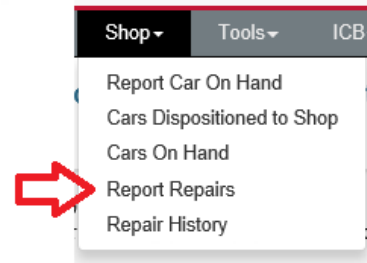 Shop Tools ICB
Report Car On Hand
Cars Dispositioned to Shop
Cars On Hand
Report Repairs
Repair History